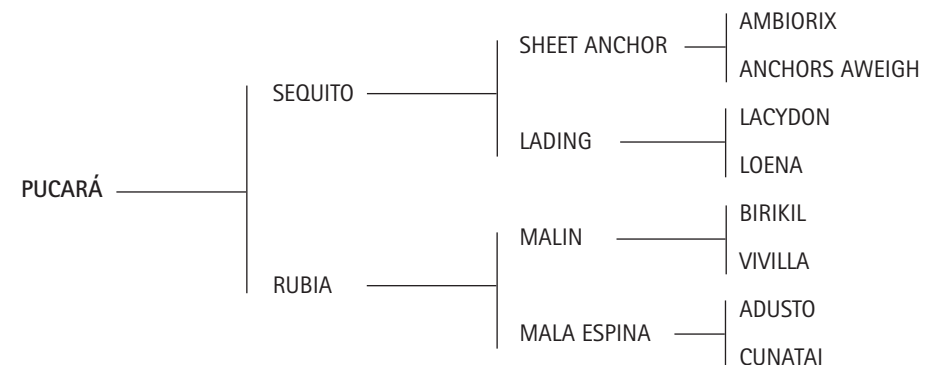 AMBIORIX
SHEET ANCHOR
ANCHORS AWEIGH
SEQUITO
LACYDON
LADING
LOENA
PUCARÁ
BIRIKIL
MALIN
VIVILLA
RUBIA
ADUSTO
MALA ESPINA
CUNATAI